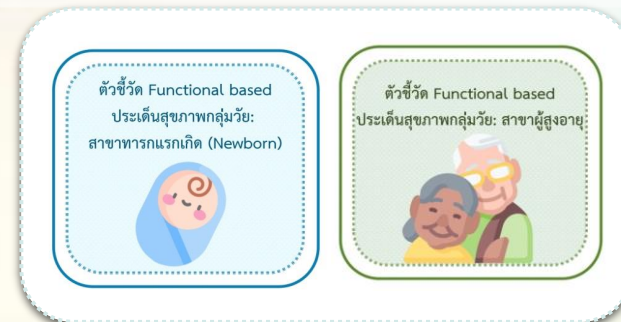 ตัวชี้วัด Functional based
ประเด็นสุขภาพกลุ่มวัย:
สาขาทารกแรกเกิด (Newborn)
ตัวชี้วัด Functional based
ประเด็นสุขภาพกลุ่มวัย: สาขาผู้สูงอายุ